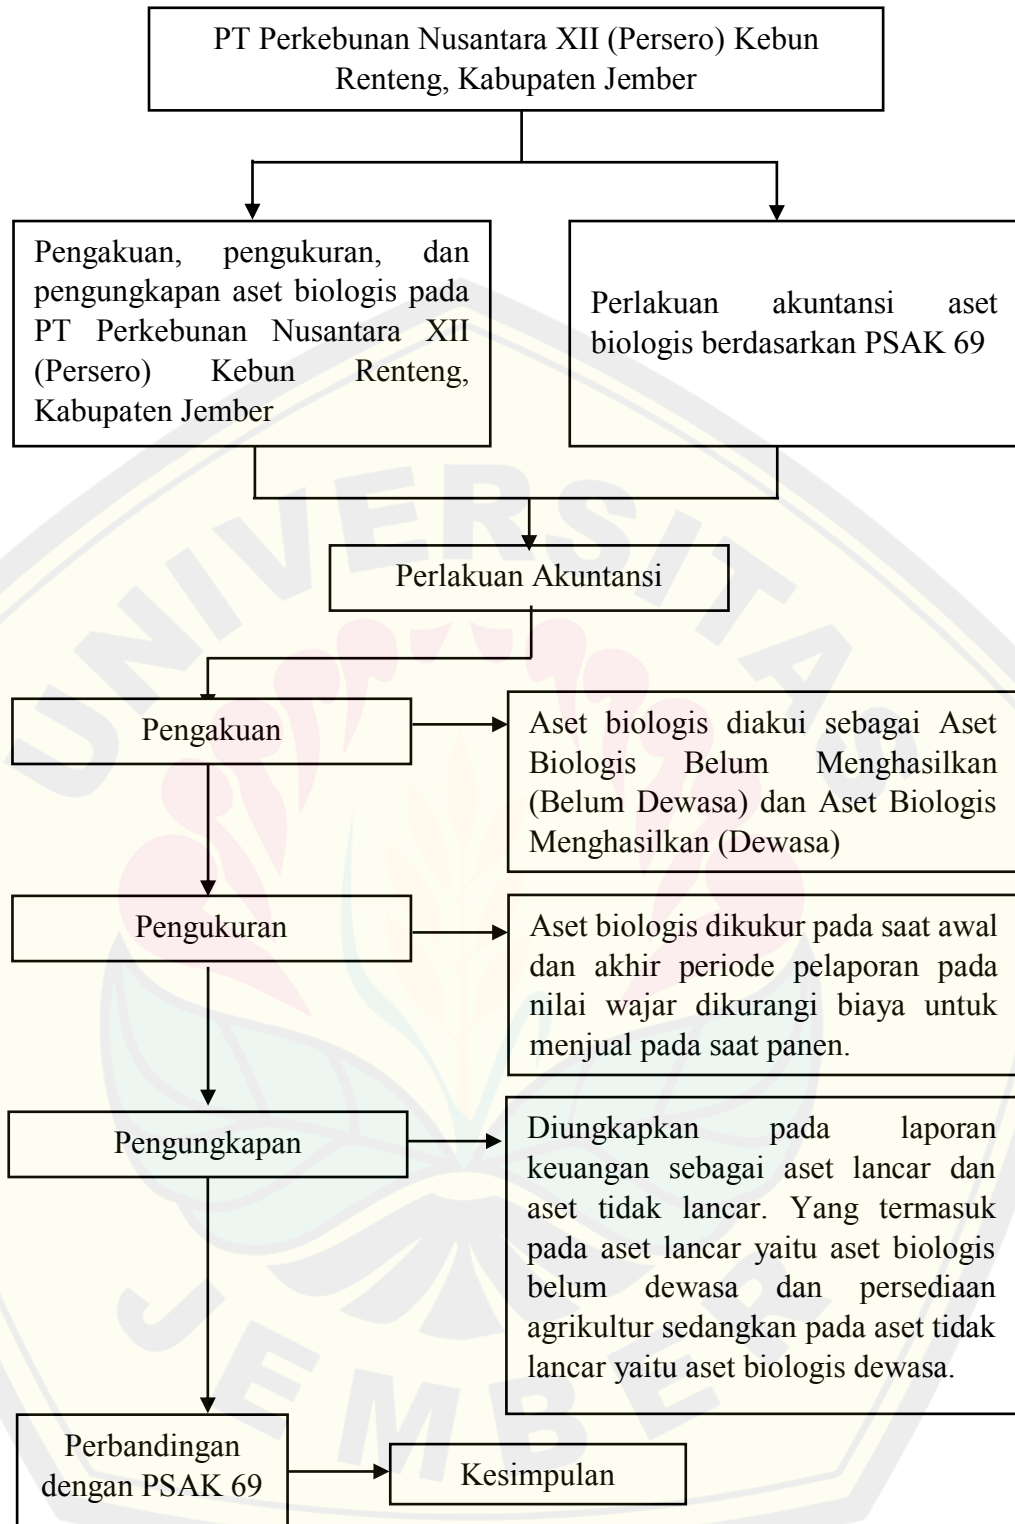 PT Perkebunan Nusantara XII (Persero) Kebun
Renteng, Kabupaten Jember
Pengakuan, pengukuran, dan
pengungkapan aset biologis pada
PT Perkebunan Nusantara XII
(Persero) Kebun Renteng,
Kabupaten Jember
Perlakuan akuntansi aset
biologis berdasarkan PSAK 69
Perlakuan Akuntansi
Pengakuan
Aset biologis diakui sebagai Aset
Biologis Belum Menghasilkan
(Belum Dewasa) dan Aset Biologis
Menghasilkan (Dewasa)
Pengukuran
Aset biologis dikukur pada saat awal
dan akhir periode pelaporan pada
nilai wajar dikurangi biaya untuk
menjual pada saat panen.
Pengungkapan
Diungkapkan pada laporan
keuangan sebagai aset lancar dan
aset tidak lancar. Yang termasuk
pada aset lancar yaitu aset biologis
belum dewasa dan persediaan
agrikultur sedangkan pada aset tidak
lancar yaitu aset biologis dewasa.
Perbandingan
dengan PSAK 69
Kesimpulan
UNIVERSITAS
JEMBER